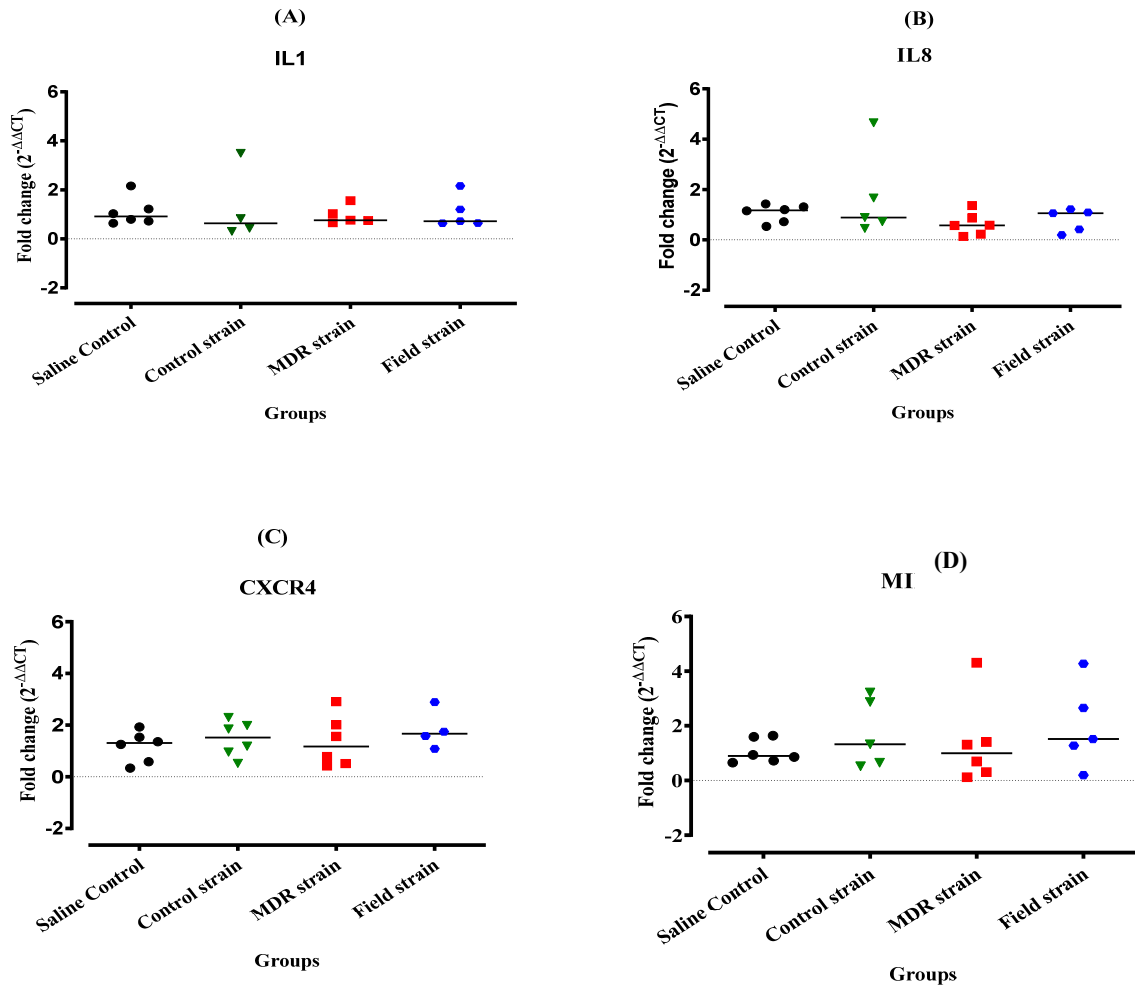 (A)
IL1
Fold change (2-ΔΔCT)
6
4
2
0
-2
Saline Control
Control strain
MDR strain
Field strain
Groups
(B)
IL8
Fold change (2-ΔΔCT)
6
4
2
0
-2
Saline Control
Control strain
MDR strain
Field strain
Groups
(C)
CXCR4
Fold change (2-ΔΔCT)
6
4
2
0
-2
Saline Control
Control strain
MDR strain
Field strain
Groups
(D)
MI
Fold change (2-ΔΔCT)
6
4
2
0
-2
Saline Control
Control strain
MDR strain
Field strain
Groups